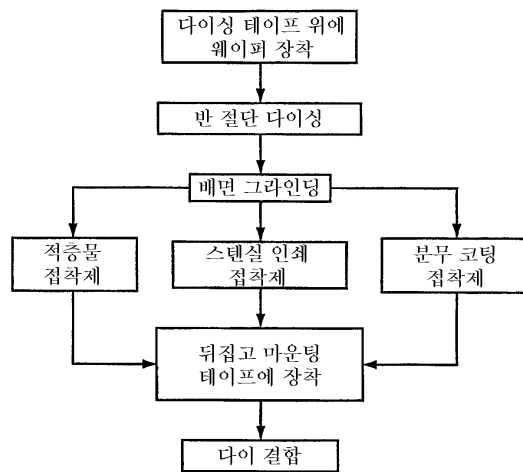 다이싱 테이프 위에
웨이퍼 장착
반 절단 다이싱
배면 그라인딩
적층물
접착제
스텐실 인쇄
접착제
분무 코팅
접착제
뒤집고 마운팅
테이프에 장착
다이 결합